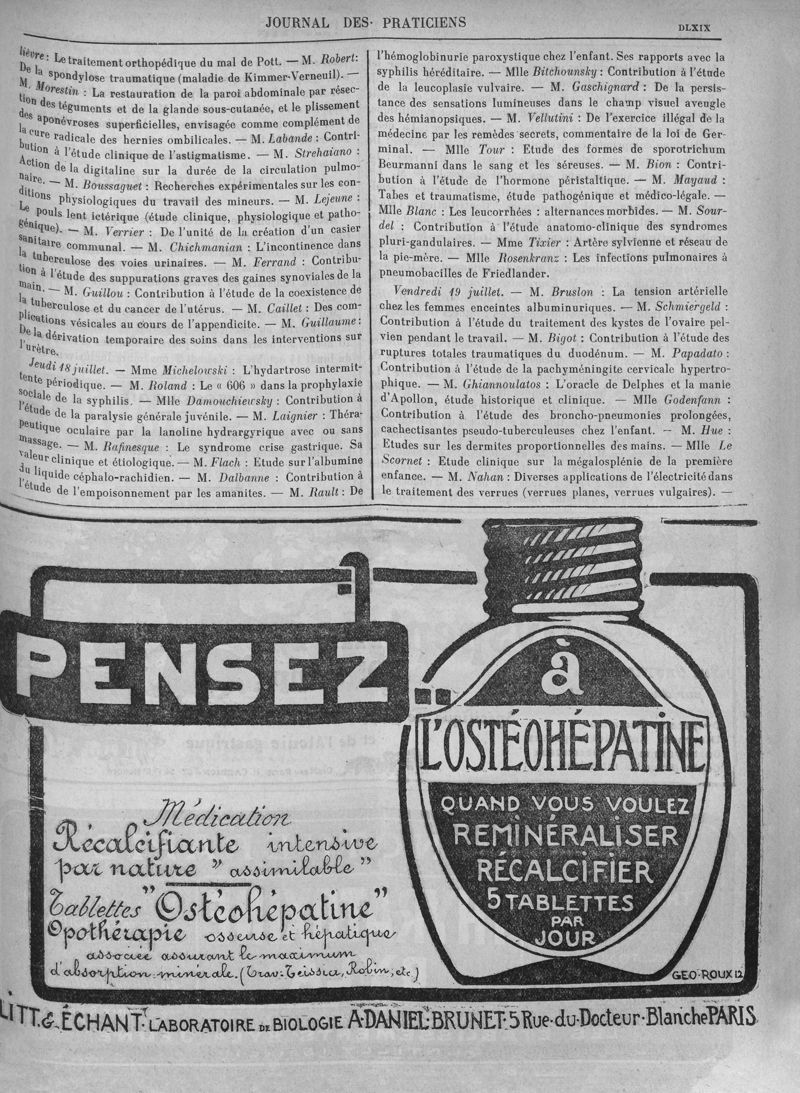 JOURNAL DES PRATICIENS
DLXIX
lièvre : Le traitement orthopédique du mal de Pott. — M. Robert :
De la spondylose traumatique (maladie de Kimmer-Verneuil). —
M. Morestin : La restauration de la paroi abdominale par résec-
tion des téguments et de la glande sous-cutanée, et le plissement
des aponévroses superficielles, envisagée comme complément de
la cure radicale des hernies ombilicales. — M. Labande : Contri-
bution à l'étude clinique de l'astigmatisme. — M. Strehaiano :
Action de la digitaline sur la durée de la circulation pulmo-
naire. — M. Boussaguet : Recherches expérimentales sur les con-
ditions physiologiques du travail des mineurs. — M. Lejeune :
Le pouls lent ictérique (étude clinique, physiologique et patho-
génique). — M. Verrier : De l'unité de la création d'un casier
sanitaire communal. — M. Chichmanian : L'incontinence dans
la tuberculose des voies urinaires. — M. Ferrand : Contribu-
tion à l'étude des suppurations graves des gaines synoviales de la
main. — M. Guillou : Contribution à l'étude de la coexistence de
la tuberculose et du cancer de l'utérus. — M. Caillet : Des com-
plications vésicales au cours de l'appendicite. — M. Guillaume :
De la dérivation temporaire des soins dans les interventions sur
l'urètre.
Jeudi 18 juillet. — Mme Michelowski : L'hydartrose intermit-
tente périodique. — M. Roland : Le « 606 » dans la prophylaxie
sociale de la syphilis. — Mlle Damouchiewsky : Contribution à
l'étude de la paralysie générale juvénile. — M. Laignier : Théra-
peutique oculaire par la lanoline hydrargyrique avec ou sans
massage. — M. Rafinesque : Le syndrome crise gastrique. Sa
valeur clinique et étiologique. — M. Flach : Etude sur l'albumine
du liquide céphalo-rachidien. — M. Dalbanne : Contribution à
l'étude de l'empoisonnement par les amanites. — M. Rault : De
l'hémoglobinurie paroxystique chez l'enfant. Ses rapports avec la
syphilis héréditaire. — Mlle Bitchounsky : Contribution à l'étude
de la leucoplasie vulvaire. — M. Gaschignard : De la persis-
tance des sensations lumineuses dans le champ visuel aveugle
des hémianopsiques. — M. Vellutini : De l'exercice illégal de la
médecine par les remèdes secrets, commentaire de la loi de Ger-
minal. — Mlle Tour : Etude des formes de sporotrichum
Beurmanni dans le sang et les séreuses. — M. Bion : Contri-
bution à l'étude de l'hormone péristaltique. — M. Mayaud :
Tabes et traumatisme, étude pathogénique et médico-légale. —
Mlle Blanc : Les leucorrhées : alternances morbides. — M. Sour-
del : Contribution à l'étude anatomo-clinique des syndromes
pluri-gandulaires. — Mme Tixier : Artère sylvienne et réseau de
la pie-mère. — Mlle Rosenkranz : Les infections pulmonaires à
pneumobacilles de Friedlander.
Vendredi 19 juillet. — M. Bruslon : La tension artérielle
chez les femmes enceintes albuminuriques. — M. Schmiergeld :
Contribution à l'étude du traitement des kystes de l'ovaire pel-
vien pendant le travail. — M. Bigot : Contribution à l'étude des
ruptures totales traumatiques du duodénum. — M. Papadato :
Contribution à l'étude de la pachyméningite cervicale hypertro-
phique. — M. Ghiannoulatos : L'oracle de Delphes et la manie
d'Apollon, étude historique et clinique. — Mlle Godenfann :
Contribution à l'étude des broncho-pneumonies prolongées,
cachectisantes pseudo-tuberculeuses chez l'enfant. — M. Hue :
Etudes sur les dermites proportionnelles des mains. — Mlle Le
Scornet : Etude clinique sur la mégalosplénie de la première
enfance. — M. Nahan : Diverses applications de l'électricité dans
le traitement des verrues (verrues planes, verrues vulgaires). —
PENSEZ
à
L'OSTÉOHÉPATINE
QUAND VOUS VOULEZ
REMINÉRALISER
RÉCALCIFIER
5 TABLETTES
PAR
JOUR
GEO-ROUX 12
Médication
Récalcifiante intensive
par nature " assimilable "
Tablettes "Ostéohépatine"
Opothérapie osseuse et hépatique
associée assurant le maximum
d'absorption minérale. (Trav. Teissier, Robin, etc.)
LITT. & ÉCHANT. LABORATOIRE DE BIOLOGIE A. DANIEL-BRUNET. 5 Rue du Docteur-Blanche PARIS